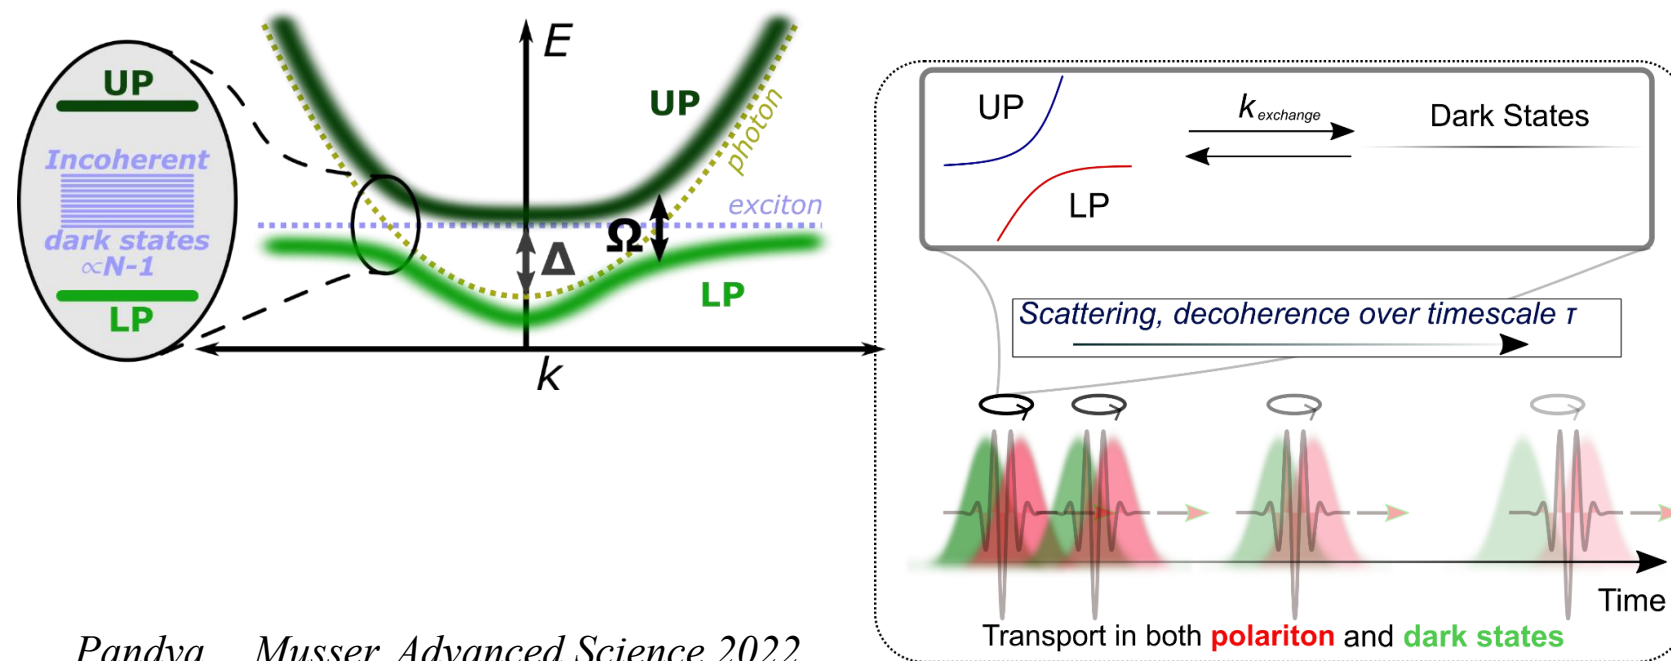 UP
Incoherent
dark states
∝N-1
LP
E
UP
photon
exciton
Ω
Δ
LP
k
UP
LP
k exchange
Dark States
Scattering, decoherence over timescale τ
Time
Transport in both polariton and dark states
Pandya Musser, Advanced Science 2022